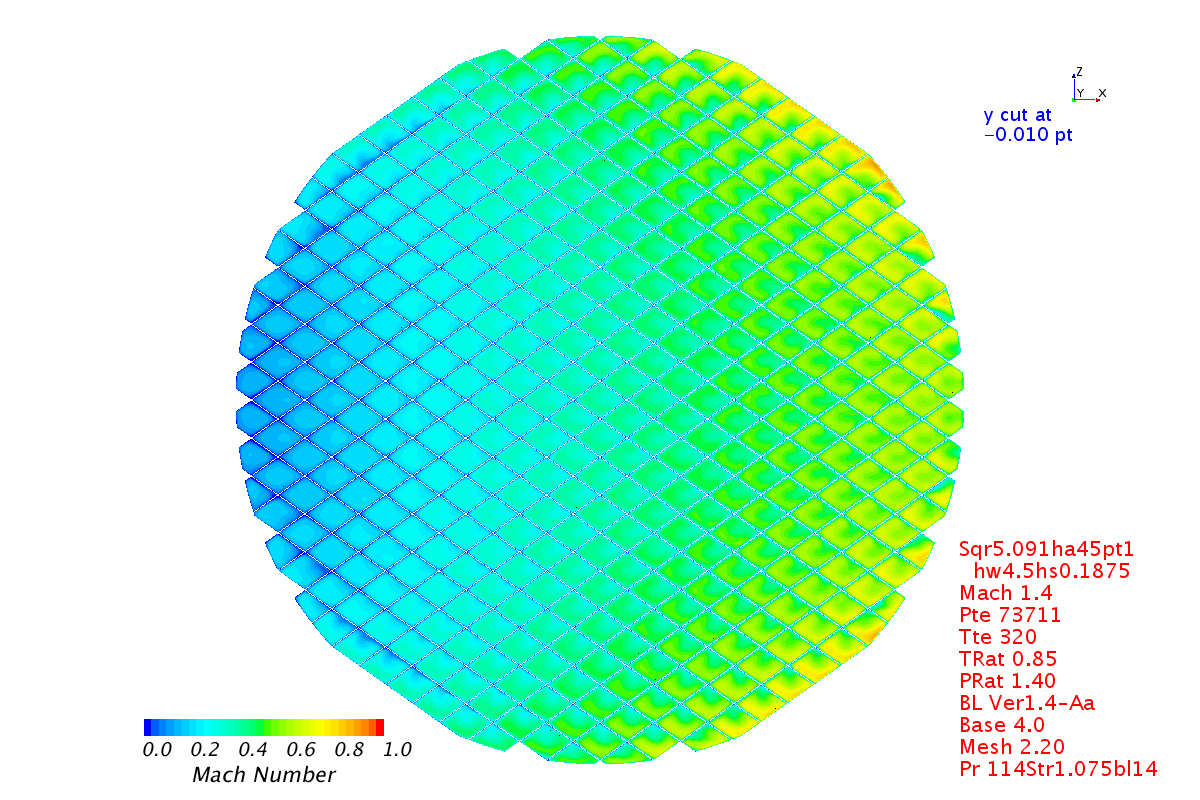 Z
Y X
y cut at
−0.010 pt
Sqr5.091ha45pt1
hw4.5hs0.1875
Mach 1.4
Pte 73711
Tte 320
TRat 0.85
PRat 1.40
BL Ver1.4−Aa
Base 4.0
Mesh 2.20
Pr 114Str1.075bl14
0.0 0.2 0.4 0.6 0.8 1.0
Mach Number